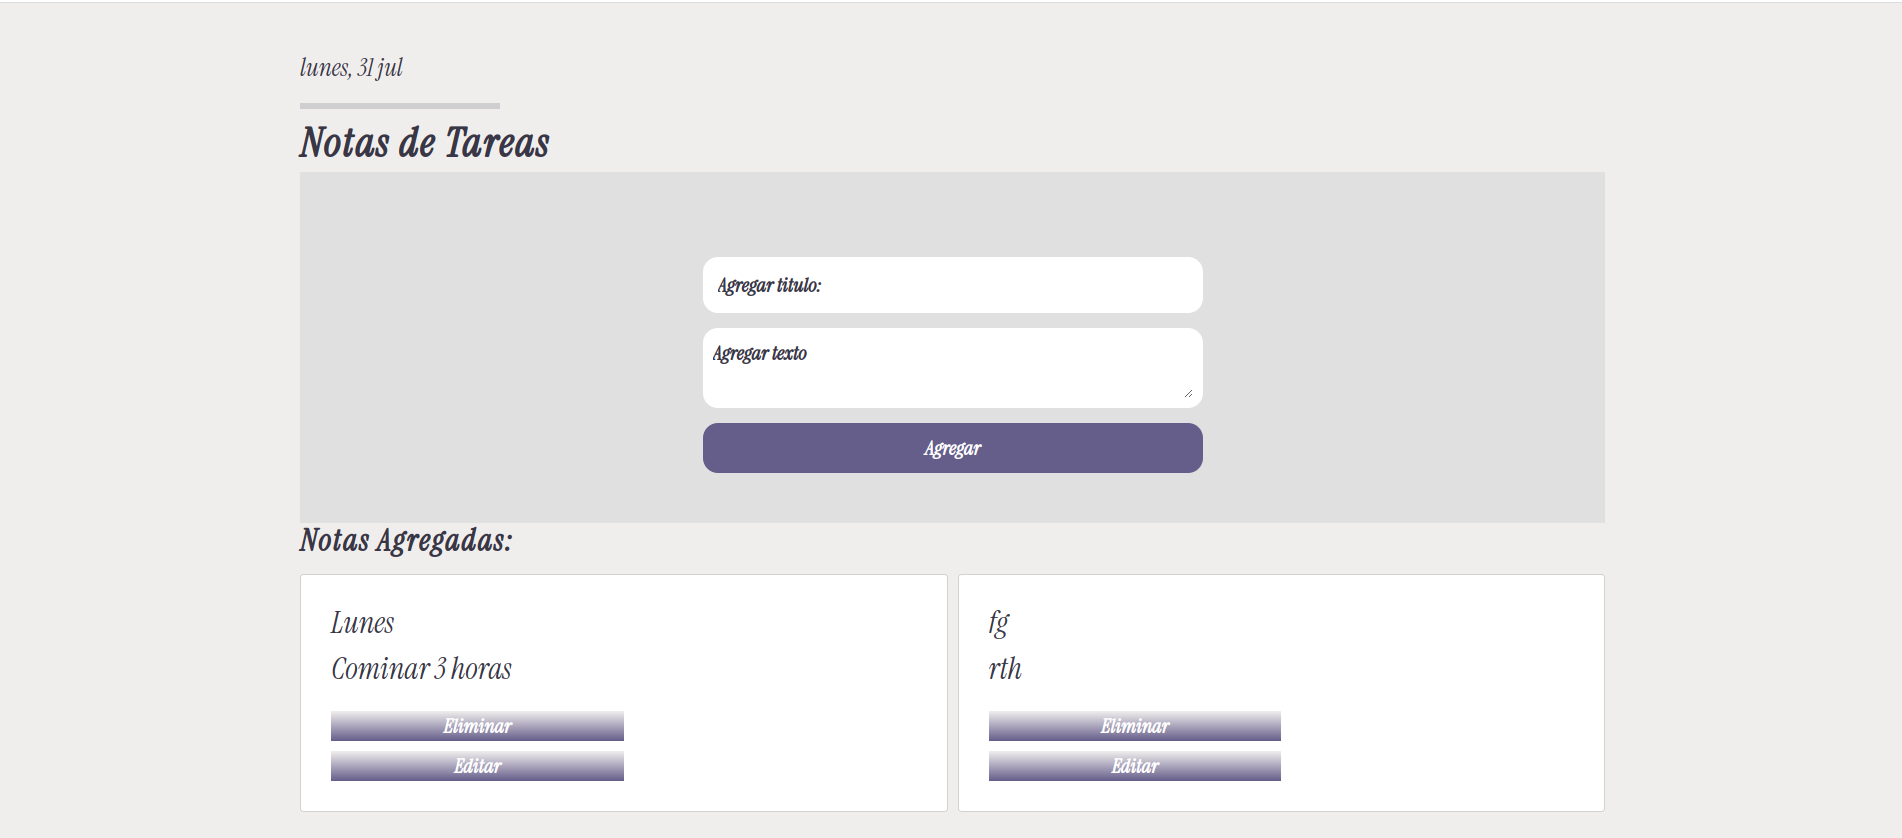 lunes, 31 jul
Notas de Tareas
Agregar titulo:
Agregar texto
Agregar
Notas Agregadas:
Lunes
Cominar 3 horas
Eliminar
Editar
fg
rth
Eliminar
Editar